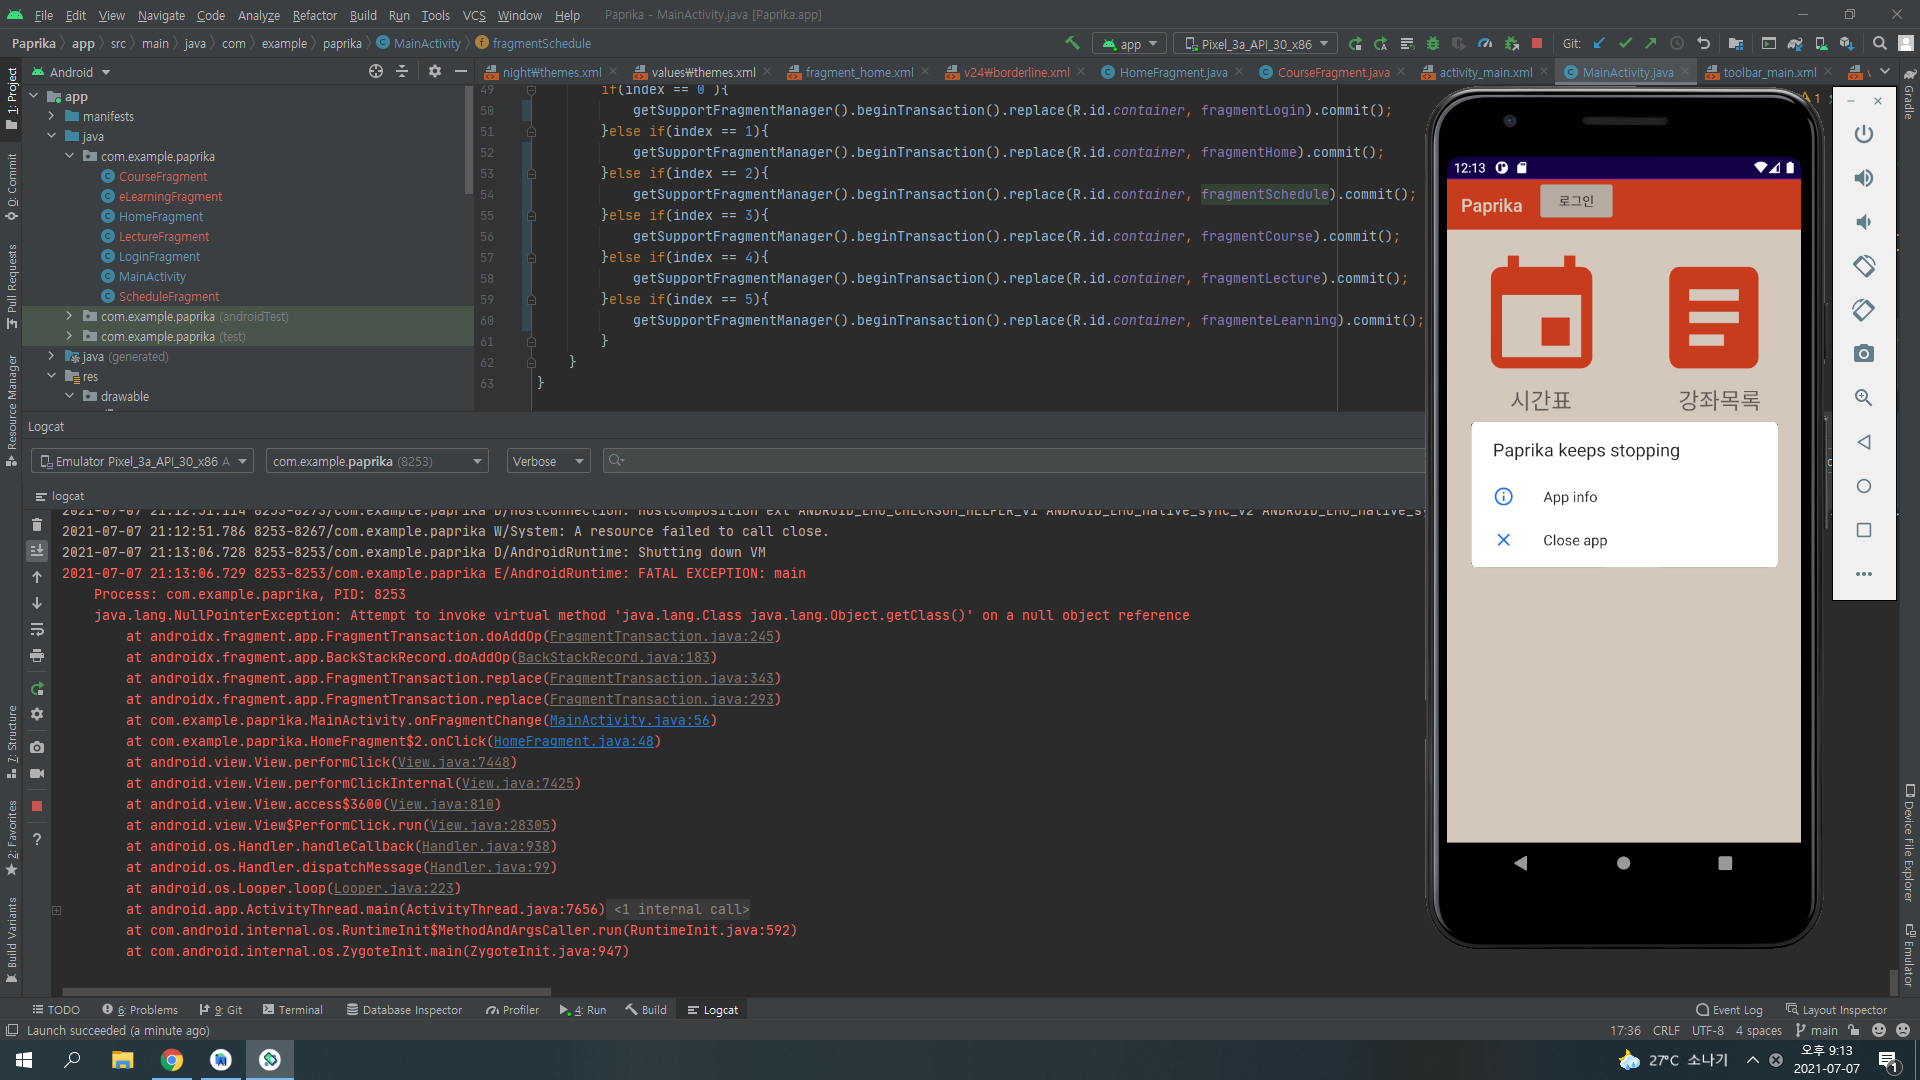 File Edit View Navigate Code Analyze Refactor Build Run Tools VCS Window Help Paprika - MainActivity.java [Paprika.app]
Paprika app src main java com example paprika MainActivity fragmentSchedule app Pixel_3a_API_30_x86 Git:
1: Project
0: Commit
Pull Requests
Resource Manager
7: Structure
2: Favorites
Build Variants
Android
app
manifests
java
com.example.paprika
CourseFragment
eLearningFragment
HomeFragment
LectureFragment
LoginFragment
MainActivity
ScheduleFragment
com.example.paprika (androidTest)
com.example.paprika (test)
java (generated)
res
drawable
night₩themes.xml values₩themes.xml fragment_home.xml v24₩borderline.xml HomeFragment.java CourseFragment.java activity_main.xml MainActivity.java toolbar_main.xml
49 if(index == 0 ){
50 getSupportFragmentManager().beginTransaction().replace(R.id.container, fragmentLogin).commit();
51 }else if(index == 1){
52 getSupportFragmentManager().beginTransaction().replace(R.id.container, fragmentHome).commit();
53 }else if(index == 2){
54 getSupportFragmentManager().beginTransaction().replace(R.id.container, fragmentSchedule).commit();
55 }else if(index == 3){
56 getSupportFragmentManager().beginTransaction().replace(R.id.container, fragmentCourse).commit();
57 }else if(index == 4){
58 getSupportFragmentManager().beginTransaction().replace(R.id.container, fragmentLecture).commit();
59 }else if(index == 5){
60 getSupportFragmentManager().beginTransaction().replace(R.id.container, fragmenteLearning).commit();
61 }
62 }
63 }
1
Logcat
Emulator Pixel_3a_API_30_x86 A com.example.paprika (8253) Verbose
logcat
2021-07-07 21:12:51.114 8253-8273/com.example.paprika D/HostConnection: HostComposition ext ANDROID_EMU_CHECKSUM_HELPER_v1 ANDROID_EMU_native_sync_v2 ANDROID_EMU_native_s
2021-07-07 21:12:51.786 8253-8267/com.example.paprika W/System: A resource failed to call close.
2021-07-07 21:13:06.728 8253-8253/com.example.paprika D/AndroidRuntime: Shutting down VM
2021-07-07 21:13:06.729 8253-8253/com.example.paprika E/AndroidRuntime: FATAL EXCEPTION: main
Process: com.example.paprika, PID: 8253
java.lang.NullPointerException: Attempt to invoke virtual method 'java.lang.Class java.lang.Object.getClass()' on a null object reference
at androidx.fragment.app.FragmentTransaction.doAddOp(FragmentTransaction.java:245)
at androidx.fragment.app.BackStackRecord.doAddOp(BackStackRecord.java:183)
at androidx.fragment.app.FragmentTransaction.replace(FragmentTransaction.java:343)
at androidx.fragment.app.FragmentTransaction.replace(FragmentTransaction.java:293)
at com.example.paprika.MainActivity.onFragmentChange(MainActivity.java:56)
at com.example.paprika.HomeFragment$2.onClick(HomeFragment.java:48)
at android.view.View.performClick(View.java:7448)
at android.view.View.performClickInternal(View.java:7425)
at android.view.View.access$3600(View.java:810)
at android.view.View$PerformClick.run(View.java:28305)
at android.os.Handler.handleCallback(Handler.java:938)
at android.os.Handler.dispatchMessage(Handler.java:99)
at android.os.Looper.loop(Looper.java:223)
at android.app.ActivityThread.main(ActivityThread.java:7656) <1 internal call>
at com.android.internal.os.RuntimeInit$MethodAndArgsCaller.run(RuntimeInit.java:592)
at com.android.internal.os.ZygoteInit.main(ZygoteInit.java:947)
12:13
Paprika 로그인
시간표 강좌목록
Paprika keeps stopping
App info
Close app
Gradle
Device File Explorer
Emulator
TODO 6: Problems 9: Git Terminal Database Inspector Profiler 4: Run Build Logcat Event Log Layout Inspector
Launch succeeded (a minute ago) 17:36 CRLF UTF-8 4 spaces main
27°C 소나기 오후 9:13
2021-07-07
1